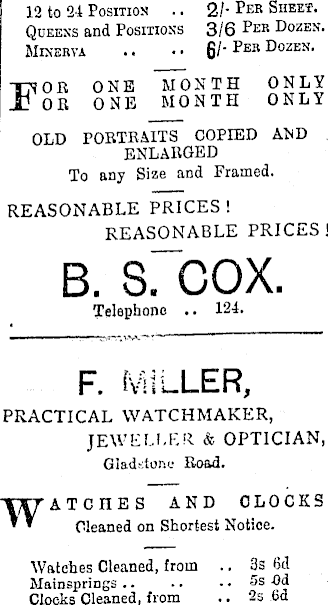 12 to 24 Position .. 2/- Per Sheet.
Queens and Positions 3/6 Per Dozen.
Minerva .. .. 6/- Per Dozen.
FOR ONE MONTH ONLY
FOR ONE MONTH ONLY
OLD PORTRAITS COPIED AND
ENLARGED
To any Size and Framed.
REASONABLE PRICES!
REASONABLE PRICES!
B. S. COX.
Telephone .. 124.
F. MILLER,
PRACTICAL WATCHMAKER,
JEWELLER & OPTICIAN,
Gladstone Road.
WATCHES AND CLOCKS
Cleaned on Shortest Notice.
Watches Cleaned, from .. 3s 6d
Mainsprings .. .. .. 5s 0d
Clocks Cleaned, from .. 2s 6d